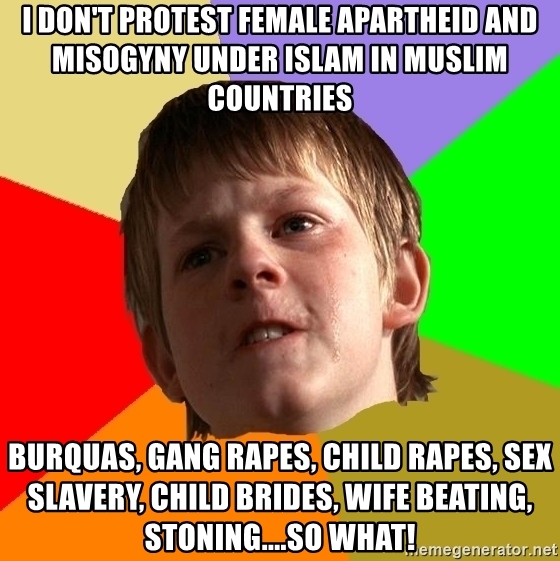 I DON'T PROTEST FEMALE APARTHEID AND
MISOGYNY UNDER ISLAM IN MUSLIM
COUNTRIES
BURQUAS, GANG RAPES, CHILD RAPES, SEX
SLAVERY, CHILD BRIDES, WIFE BEATING,
STONING....SO WHAT!
memegenerator.net